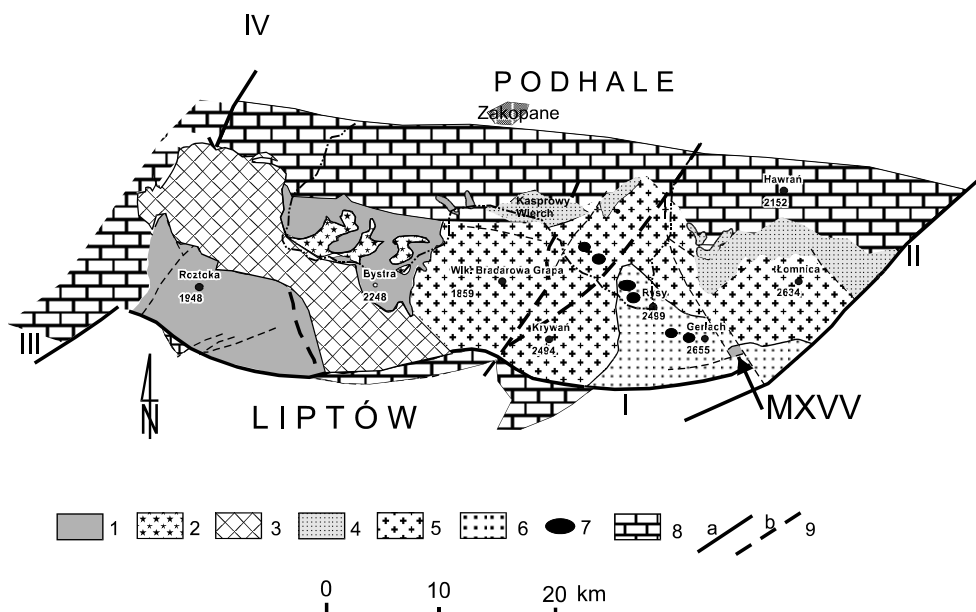 IV
PODHALE
Zakopane
Hawrań
2152
Kasprowy
Wierch
II
Roztoka
1948
Bystra
2248
Wlk. Bradarowa Grapa
1859
Łomnica
2634
Rysy
2499
Krywań
2494
Gerlach
2655
III
N
LIPTÓW
I
MXVV
1 2 3 4 5 6 7 8 a b 9
0 10 20 km